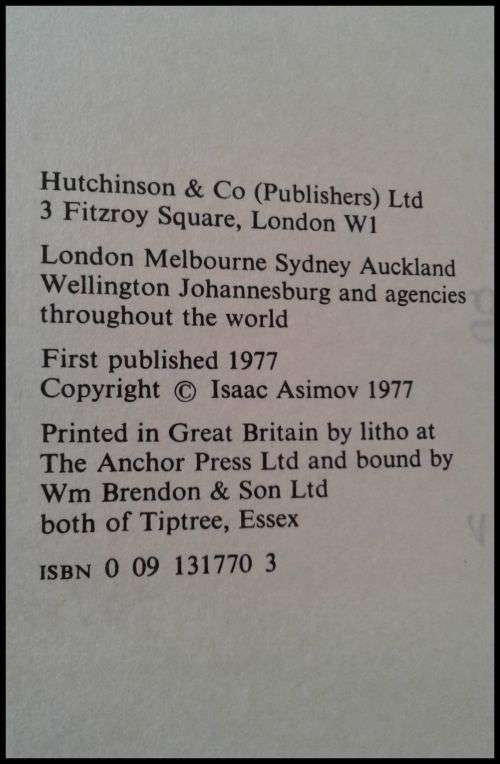 Hutchinson & Co (Publishers) Ltd
3 Fitzroy Square, London W1
London Melbourne Sydney Auckland
Wellington Johannesburg and agencies
throughout the world
First published 1977
Copyright © Isaac Asimov 1977
Printed in Great Britain by litho at
The Anchor Press Ltd and bound by
Wm Brendon & Son Ltd
both of Tiptree, Essex
ISBN 0 09 131770 3